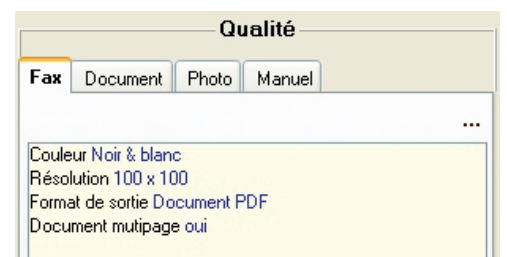 Qualité
Fax Document Photo Manuel
...
Couleur Noir & blanc
Résolution 100 x 100
Format de sortie Document PDF
Document mutipage oui